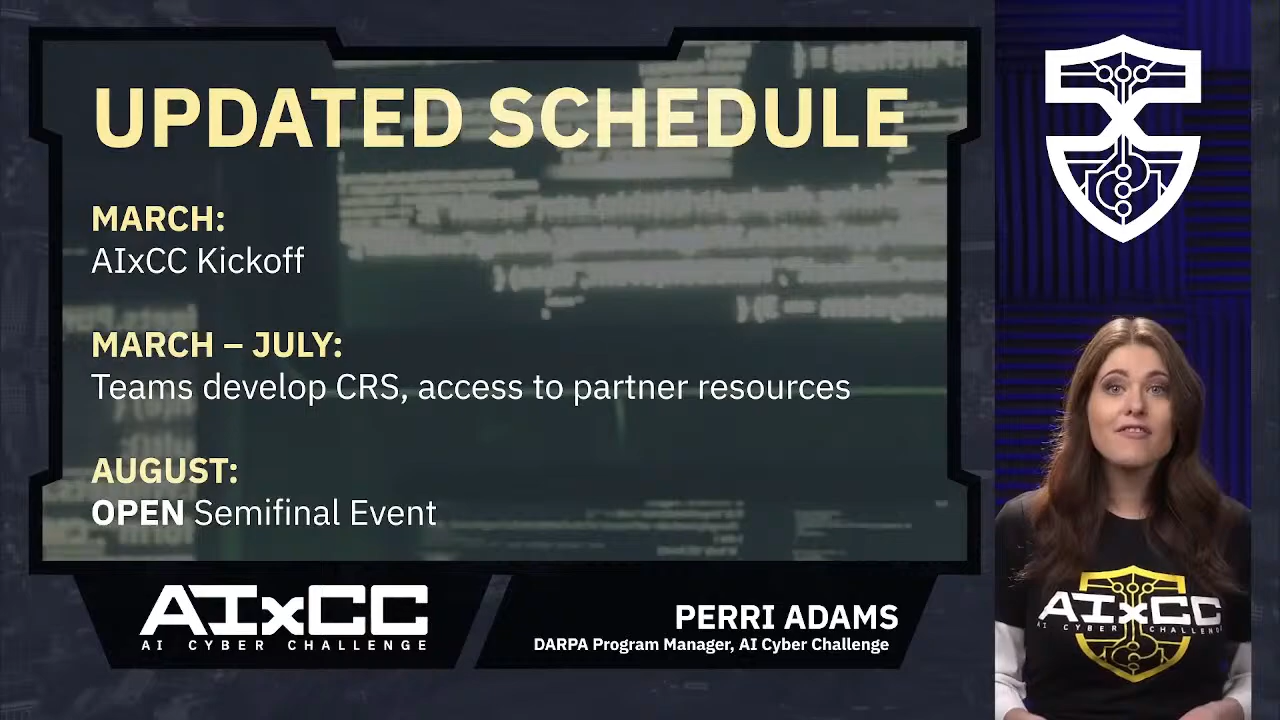 UPDATED SCHEDULE
MARCH:
AIxCC Kickoff
MARCH – JULY:
Teams develop CRS, access to partner resources
AUGUST:
OPEN Semifinal Event
AIxCC
AI CYBER CHALLENGE
PERRI ADAMS
DARPA Program Manager, AI Cyber Challenge
AIxCC
AI CYBER CHALLENGE